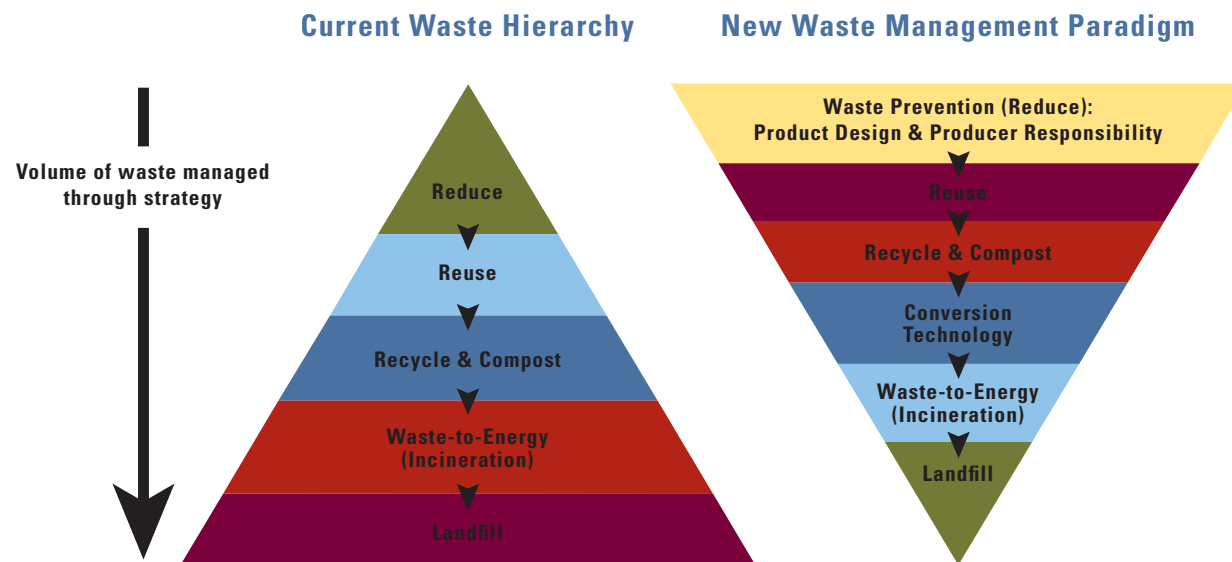 Current Waste Hierarchy
New Waste Management Paradigm
Volume of waste managed
through strategy
Reduce
Reuse
Recycle & Compost
Waste-to-Energy
(Incineration)
Landfill
Waste Prevention (Reduce):
Product Design & Producer Responsibility
Reuse
Recycle & Compost
Conversion
Technology
Waste-to-Energy
(Incineration)
Landfill